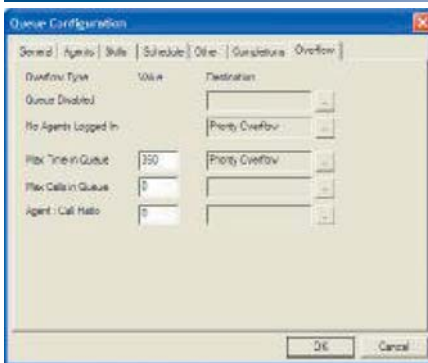 Queue Configuration
General Agents Skills Schedule Other Completions Overflow
Overflow Type Value Destination
Queue Disabled ...
No Agents Logged In Priority Overflow ...
Max Time in Queue 360 Priority Overflow ...
Max Calls in Queue 0 ...
Agent : Call Ratio 0 ...
OK Cancel